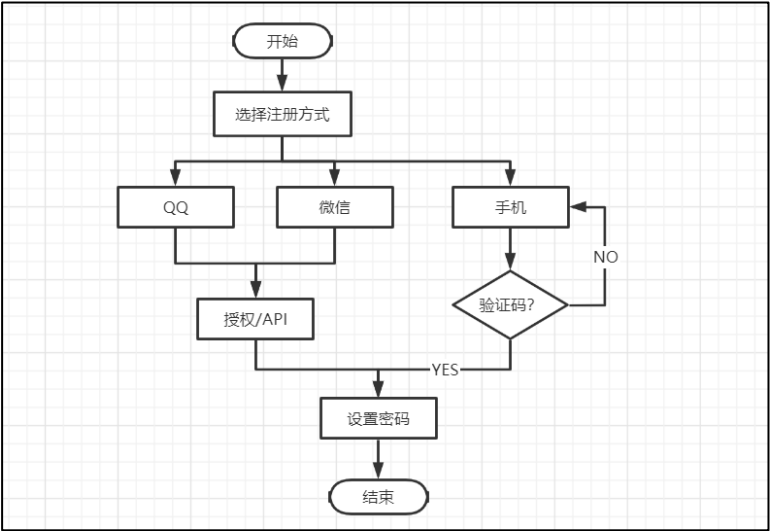 开始
选择注册方式
QQ
微信
手机
NO
验证码?
授权/API
YES
设置密码
结束